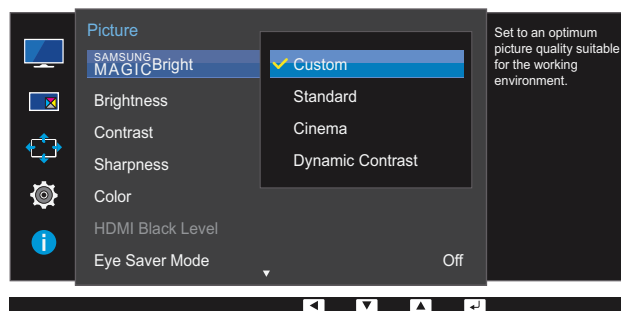 Picture
SAMSUNG
MAGICBright
Custom
Brightness
Standard
Contrast
Cinema
Sharpness
Dynamic Contrast
Color
HDMI Black Level
Eye Saver Mode
Off
Set to an optimum
picture quality suitable
for the working
environment.